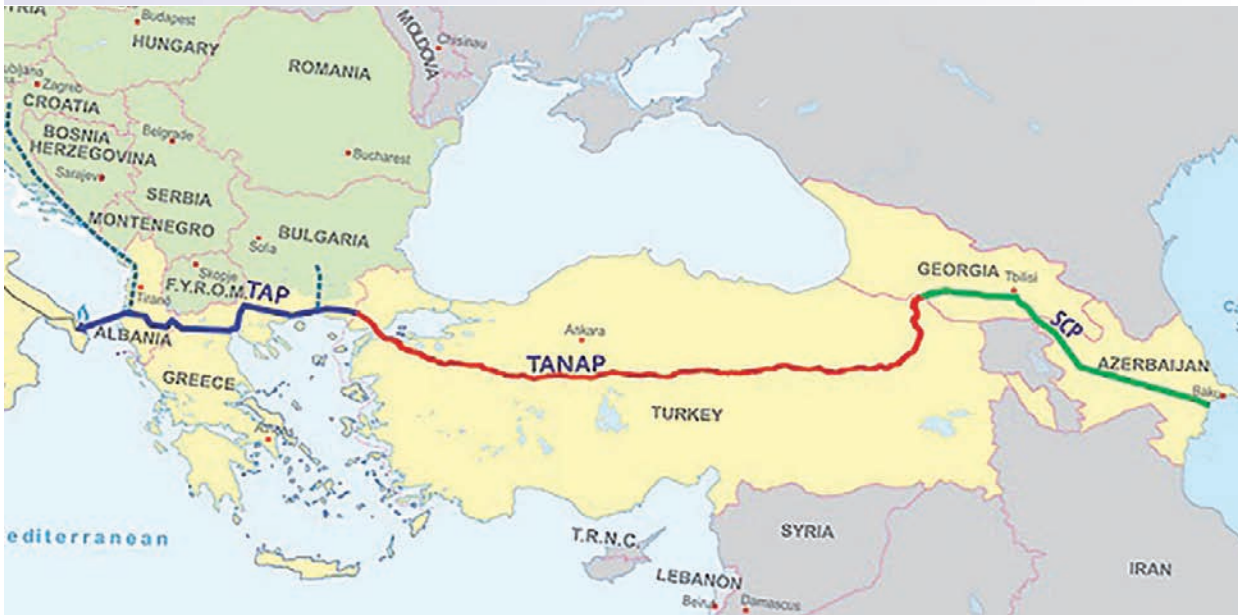 Budapest
HUNGARY
MOLDOVA
Chisinau
ROMANIA
Zagreb
CROATIA
BOSNIA
HERZEGOVINA
Belgrade
Bucharest
Sarajevo
SERBIA
MONTENEGRO
BULGARIA
Sofia
Skopje
F.Y.R.O.M.
TAP
Tirane
ALBANIA
GREECE
GEORGIA
Tbilisi
SCP
AZERBAIJAN
Baku
Ankara
TANAP
TURKEY
T.R.N.C.
SYRIA
LEBANON
Beirut
Damascus
IRAN
editerranean